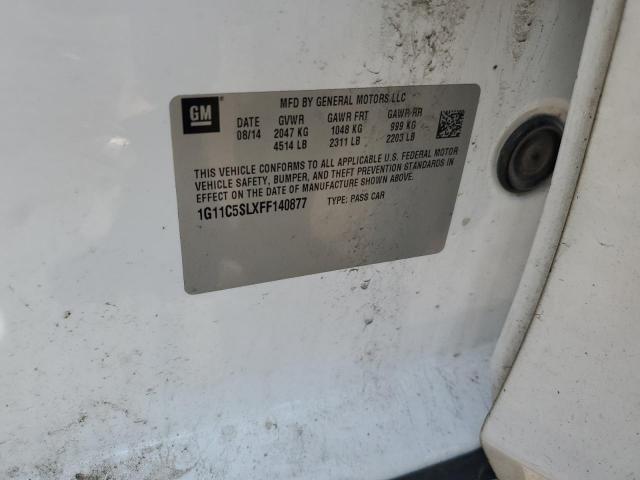 GM
MFD BY GENERAL MOTORS LLC
DATE GVWR GAWR FRT GAWR RR
08/14 2047 KG 1048 KG 999 KG
4514 LB 2311 LB 2203 LB
THIS VEHICLE CONFORMS TO ALL APPLICABLE U.S. FEDERAL MOTOR
VEHICLE SAFETY, BUMPER, AND THEFT PREVENTION STANDARDS IN
EFFECT ON THE DATE OF MANUFACTURE SHOWN ABOVE.
1G11C5SLXFF140877 TYPE: PASS CAR